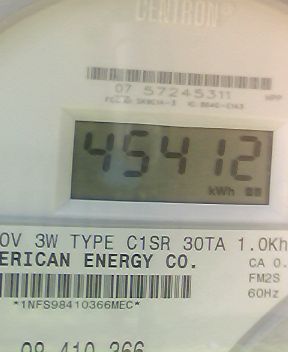 CENTRON®
07 57245311
45412
kWh
0V 3W TYPE C1SR 30TA 1.0Kh
ERICAN ENERGY CO.
CA 0.
FM2S
*1NFS98410366MEC*
60Hz
98 410 366